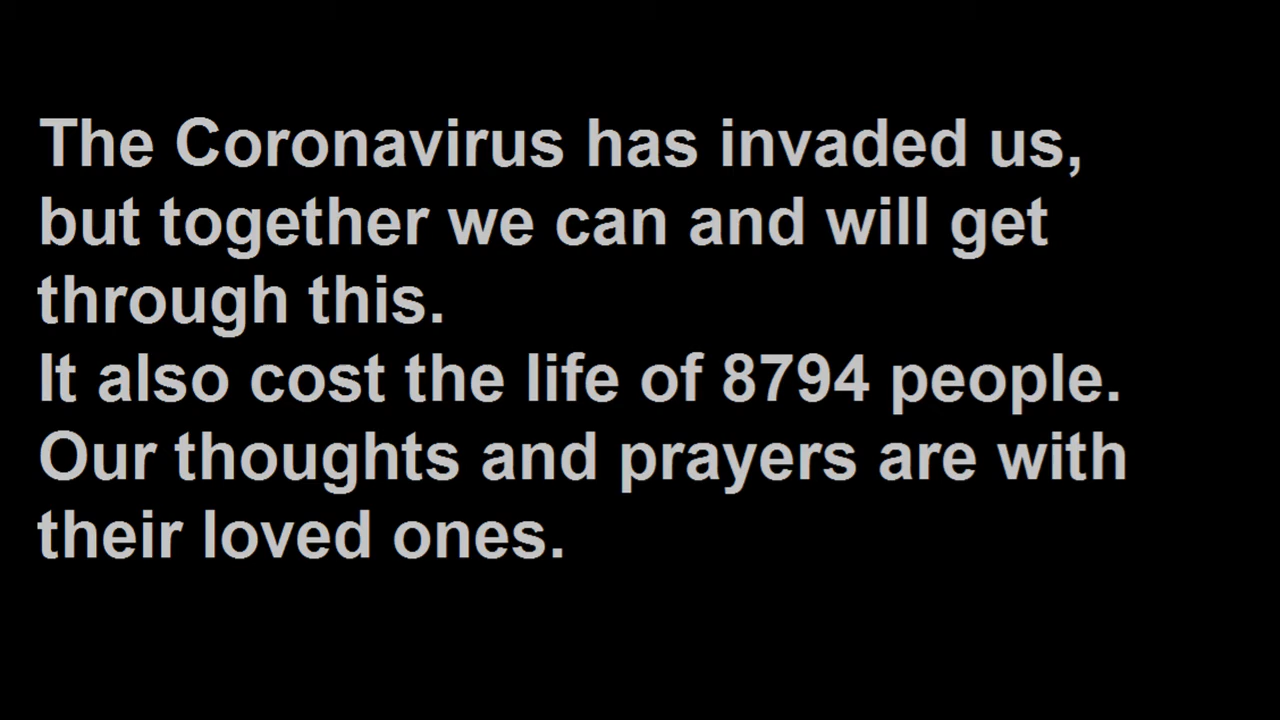 The Coronavirus has invaded us,
but together we can and will get
through this.
It also cost the life of 8794 people.
Our thoughts and prayers are with
their loved ones.